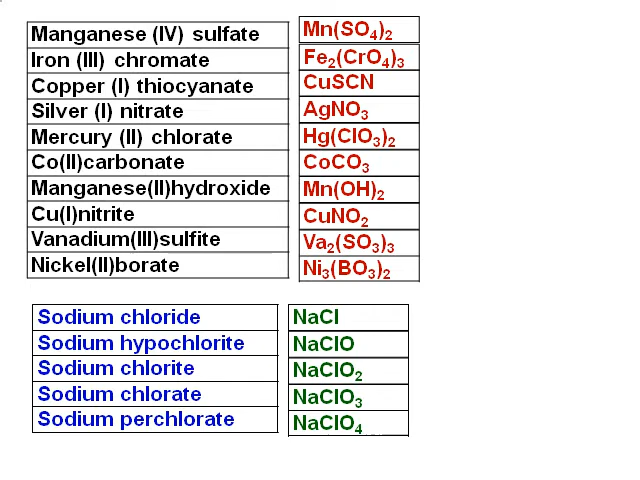 Manganese (IV) sulfate Mn(SO₄)₂
Iron (III) chromate Fe₂(CrO₄)₃
Copper (I) thiocyanate CuSCN
Silver (I) nitrate AgNO₃
Mercury (II) chlorate Hg(ClO₃)₂
Co(II)carbonate CoCO₃
Manganese(II)hydroxide Mn(OH)₂
Cu(I)nitrite CuNO₂
Vanadium(III)sulfite Va₂(SO₃)₃
Nickel(II)borate Ni₃(BO₃)₂
Sodium chloride NaCl
Sodium hypochlorite NaClO
Sodium chlorite NaClO₂
Sodium chlorate NaClO₃
Sodium perchlorate NaClO₄